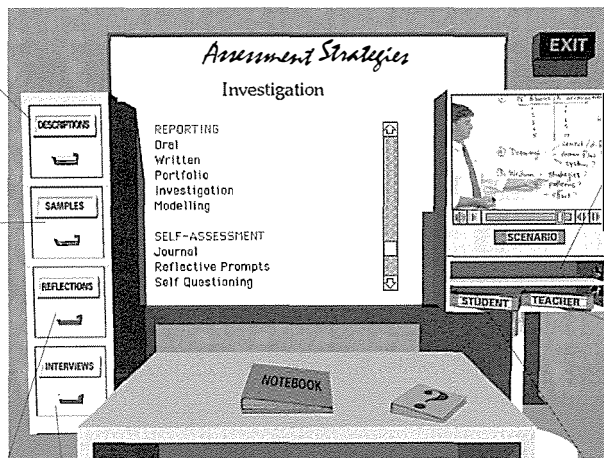 Assessment Strategies
Investigation
REPORTING
Oral
Written
Portfolio
Investigation
Modelling
SELF-ASSESSMENT
Journal
Reflective Prompts
Self Questioning
DESCRIPTIONS
SAMPLES
REFLECTIONS
INTERVIEWS
EXIT
SCENARIO
STUDENT
TEACHER
NOTEBOOK
?